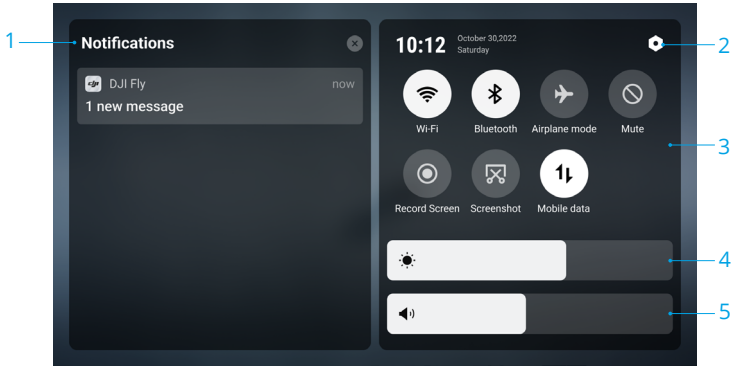 1
Notifications
dji
DJI Fly
now
1 new message
10:12
October 30,2022
Saturday
2
Wi-Fi
Bluetooth
Airplane mode
Mute
3
Record Screen
Screenshot
Mobile data
4
5